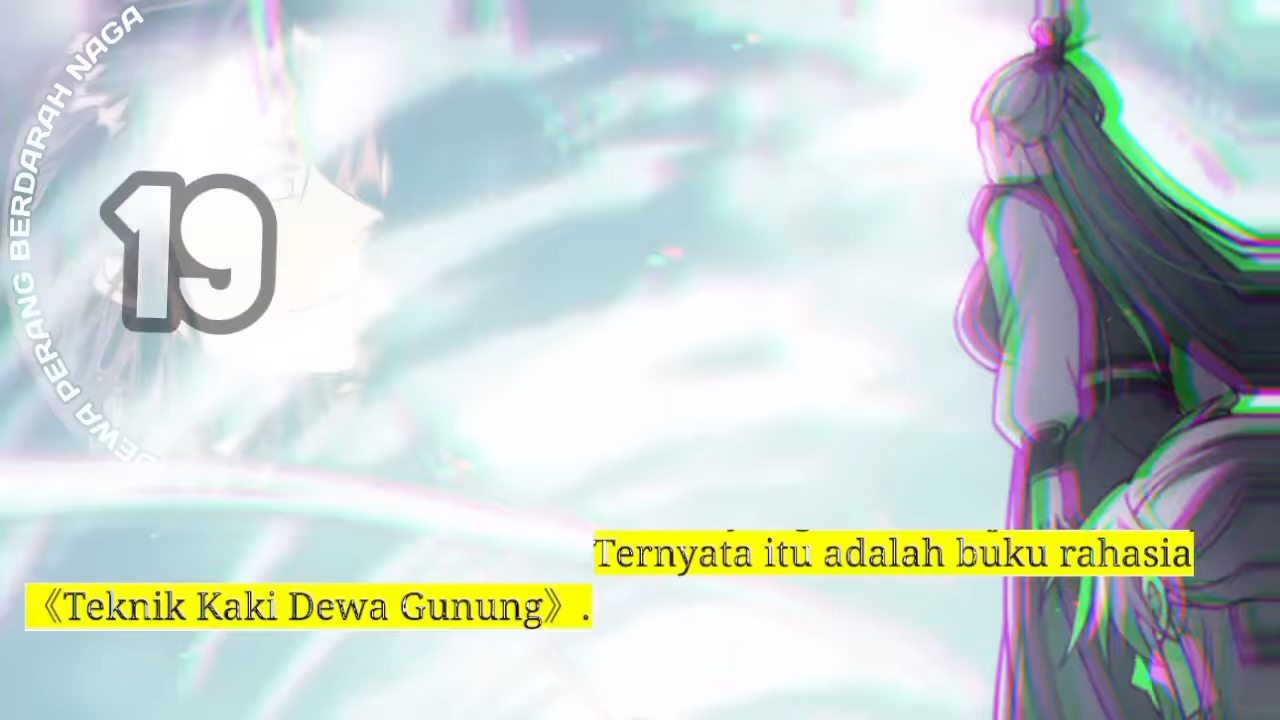 DEWA PERANG BERDARAH NAGA
19
Ternyata itu adalah buku rahasia
《Teknik Kaki Dewa Gunung》.